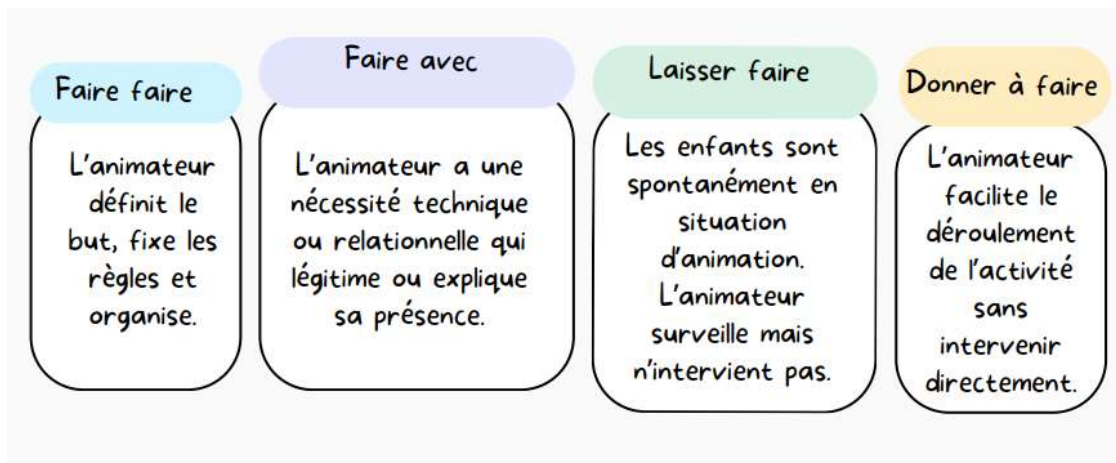 Faire faire
L'animateur
définit le
but, fixe les
règles et
organise.
Faire avec
L'animateur a une
nécessité technique
ou relationnelle qui
légitime ou explique
sa présence.
Laisser faire
Les enfants sont
spontanément en
situation
d'animation.
L'animateur
surveille mais
n'intervient pas.
Donner à faire
L'animateur
facilite le
déroulement
de l'activité
sans
intervenir
directement.